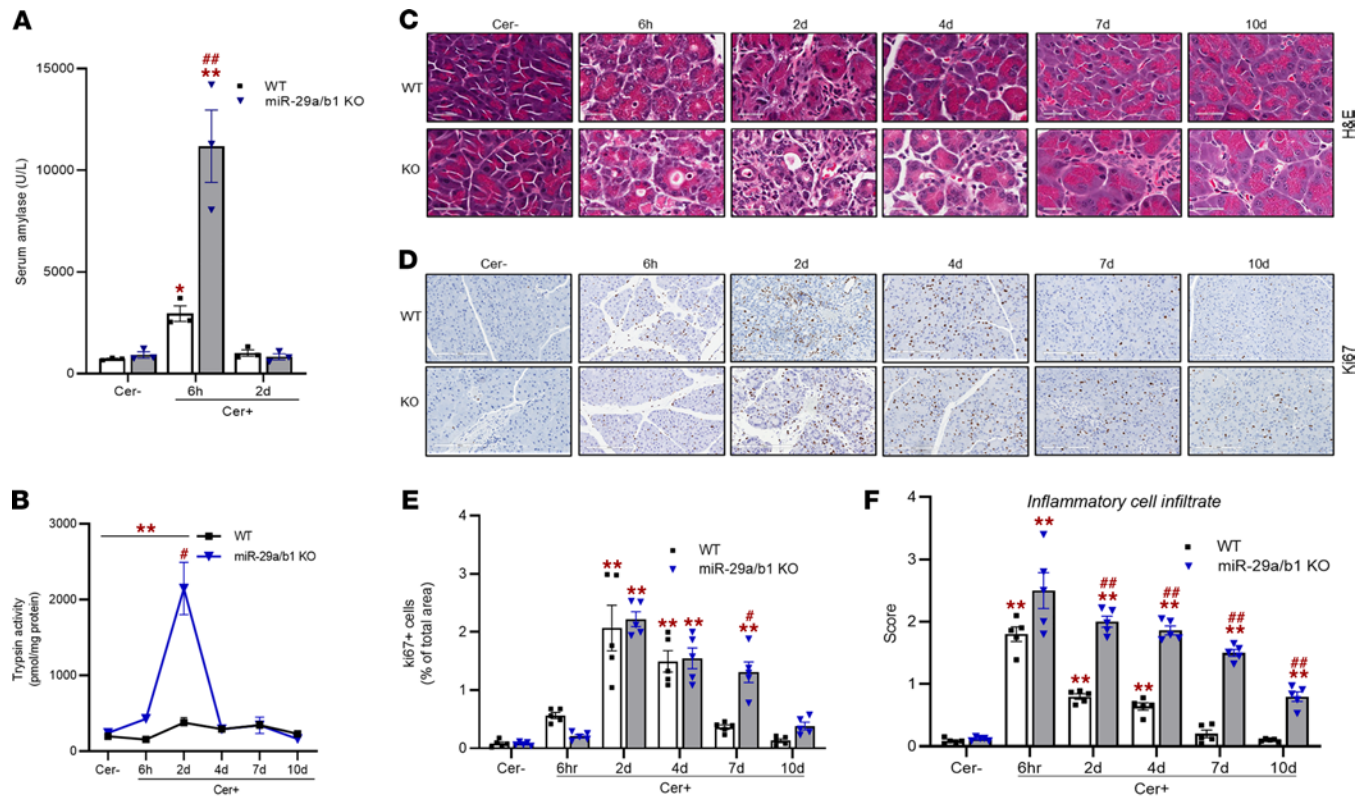 A
15000
10000
5000
0
Serum amylase (U/L)
##
**
*
WT
miR-29a/b1 KO
Cer-
6h
2d
Cer+
B
3000
2000
1000
0
Trypsin activity
(pmol/mg protein)
**
#
WT
miR-29a/b1 KO
Cer-
6h
2d
4d
7d
10d
Cer+
C
Cer-
6h
2d
4d
7d
10d
WT
KO
H&E
D
Cer-
6h
2d
4d
7d
10d
WT
KO
Ki67
E
4
3
2
1
0
ki67+ cells
(% of total area)
WT
miR-29a/b1 KO
**
**
**
**
#
**
Cer-
6hr
2d
4d
7d
10d
Cer+
F
Inflammatory cell infiltrate
4
2
0
Score
WT
miR-29a/b1 KO
**
**
**
##
**
**
##
**
##
**
##
**
Cer-
6hr
2d
4d
7d
10d
Cer+